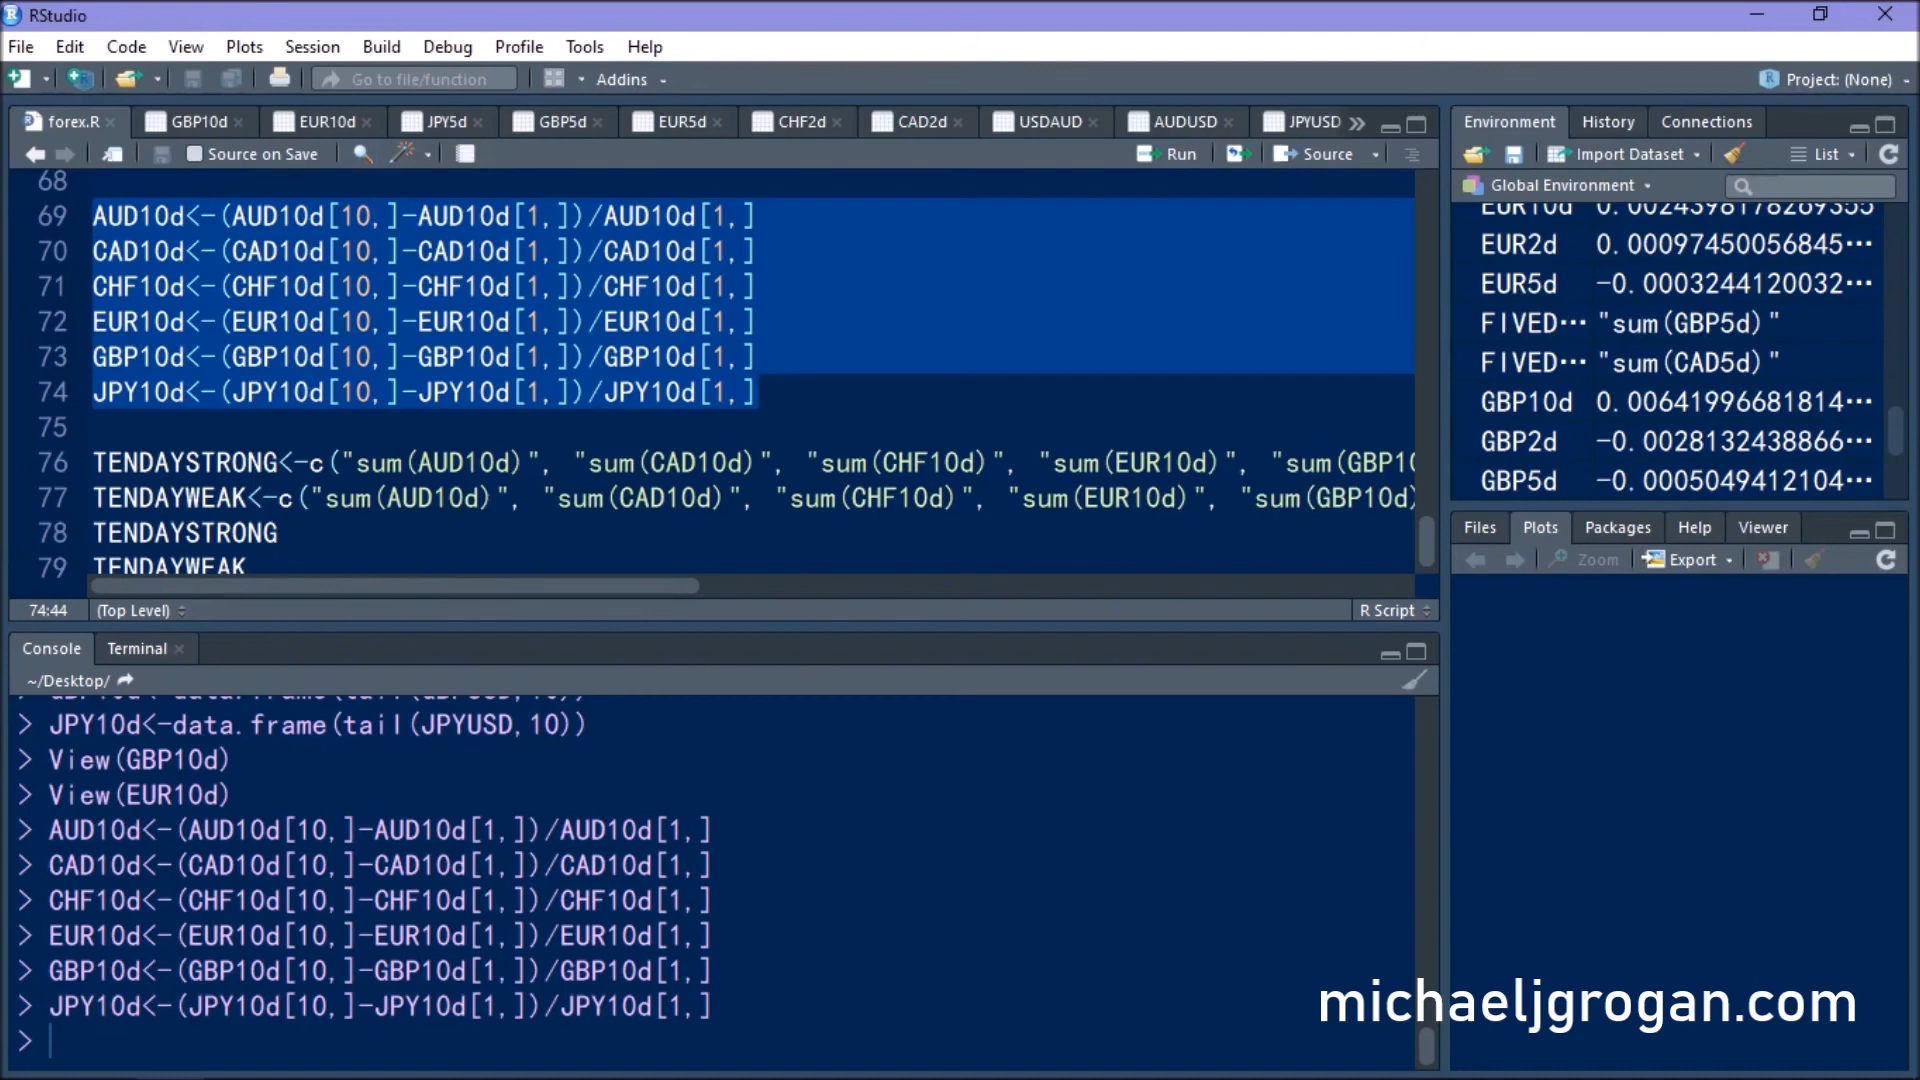 RStudio
File Edit Code View Plots Session Build Debug Profile Tools Help
Go to file/function Addins Project: (None)
forex.R GBP10d EUR10d JPY5d GBP5d EUR5d CHF2d CAD2d USDAUD AUDUSD JPYUSD
Source on Save Run Source
68
69 AUD10d<-(AUD10d[10,]-AUD10d[1,])/AUD10d[1,]
70 CAD10d<-(CAD10d[10,]-CAD10d[1,])/CAD10d[1,]
71 CHF10d<-(CHF10d[10,]-CHF10d[1,])/CHF10d[1,]
72 EUR10d<-(EUR10d[10,]-EUR10d[1,])/EUR10d[1,]
73 GBP10d<-(GBP10d[10,]-GBP10d[1,])/GBP10d[1,]
74 JPY10d<-(JPY10d[10,]-JPY10d[1,])/JPY10d[1,]
75
76 TENDAYSTRONG<-c("sum(AUD10d)", "sum(CAD10d)", "sum(CHF10d)", "sum(EUR10d)", "sum(GBP10
77 TENDAYWEAK<-c("sum(AUD10d)", "sum(CAD10d)", "sum(CHF10d)", "sum(EUR10d)", "sum(GBP10d)
78 TENDAYSTRONG
79 TENDAYWEAK
74:44 (Top Level) R Script
Console Terminal
~/Desktop/
> JPY10d<-data.frame(tail(JPYUSD,10))
> View(GBP10d)
> View(EUR10d)
> AUD10d<-(AUD10d[10,]-AUD10d[1,])/AUD10d[1,]
> CAD10d<-(CAD10d[10,]-CAD10d[1,])/CAD10d[1,]
> CHF10d<-(CHF10d[10,]-CHF10d[1,])/CHF10d[1,]
> EUR10d<-(EUR10d[10,]-EUR10d[1,])/EUR10d[1,]
> GBP10d<-(GBP10d[10,]-GBP10d[1,])/GBP10d[1,]
> JPY10d<-(JPY10d[10,]-JPY10d[1,])/JPY10d[1,]
>
Environment History Connections
Import Dataset List
Global Environment
EUR10d 0.0024398178269355
EUR2d 0.00097450056845…
EUR5d -0.0003244120032…
FIVED… "sum(GBP5d)"
FIVED… "sum(CAD5d)"
GBP10d 0.00641996681814…
GBP2d -0.0028132438866…
GBP5d -0.0005049412104…
Files Plots Packages Help Viewer
Zoom Export
michaeljgrogan.com